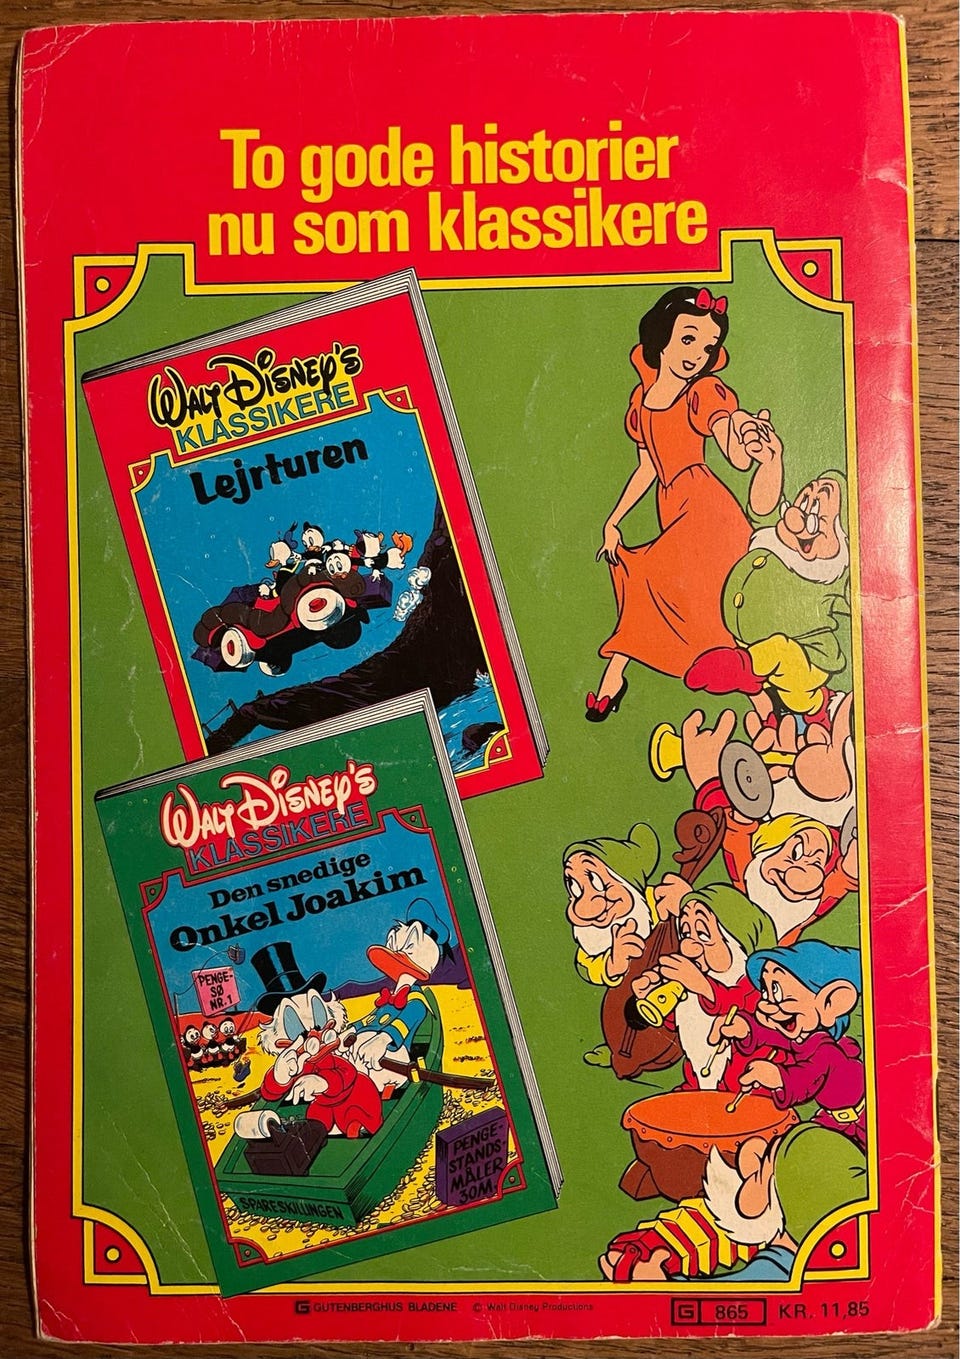 To gode historier
nu som klassikere
WALT DISNEY'S
KLASSIKERE
Lejrturen
WALT DISNEY'S
KLASSIKERE
Den snedige
Onkel Joakim
PENGE-
SØ
NR.1
PENGE-
STANDS
MÅLER
30M.
SPARESKILLINGEN
G GUTENBERGHUS BLADENE © Walt Disney Productions
G 865 KR. 11,85